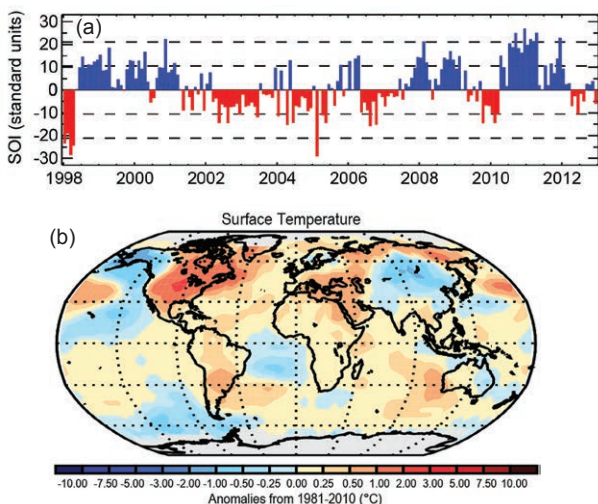 (a)
SOI (standard units)
30
20
10
0
-10
-20
-30
1998 2000 2002 2004 2006 2008 2010 2012
(b)
Surface Temperature
-10.00 -7.50 -5.00 -3.00 -2.00 -1.00 -0.50 -0.25 0.00 0.25 0.50 1.00 2.00 3.00 5.00 7.50 10.00
Anomalies from 1981-2010 (°C)